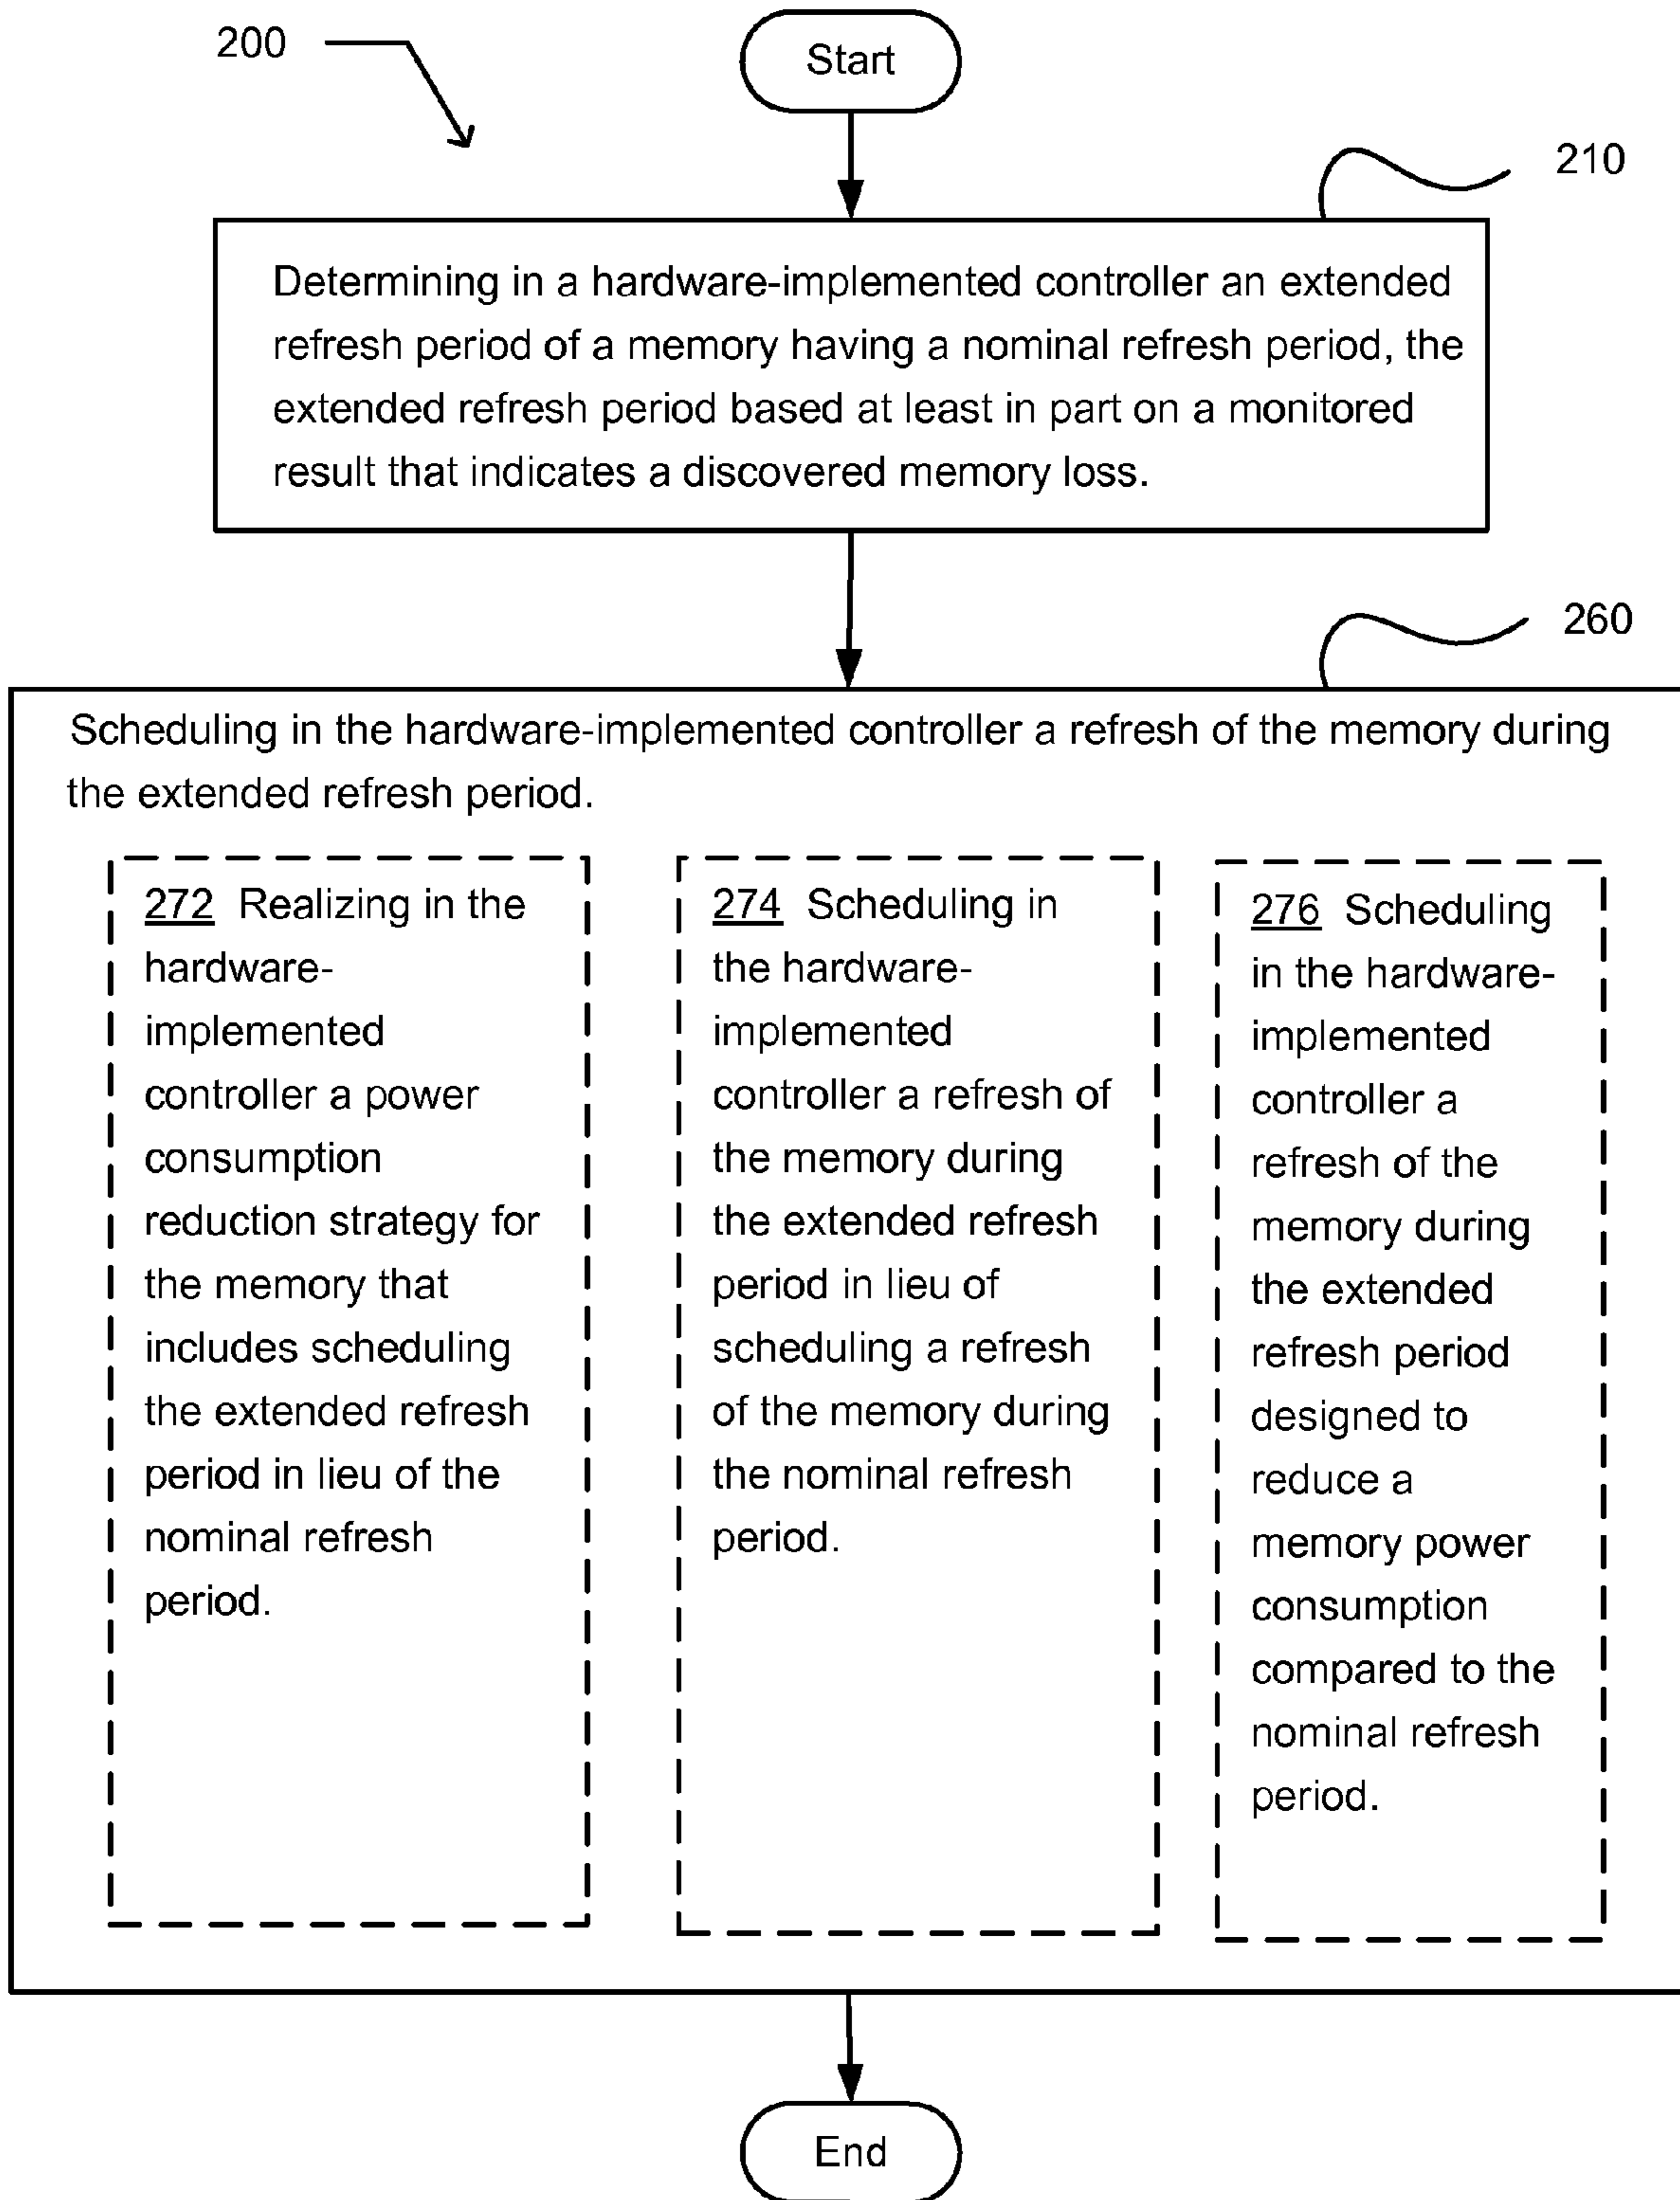 200
Start
210
Determining in a hardware-implemented controller an extended
refresh period of a memory having a nominal refresh period, the
extended refresh period based at least in part on a monitored
result that indicates a discovered memory loss.
260
Scheduling in the hardware-implemented controller a refresh of the memory during
the extended refresh period.
272 Realizing in the
hardware-
implemented
controller a power
consumption
reduction strategy for
the memory that
includes scheduling
the extended refresh
period in lieu of the
nominal refresh
period.
274 Scheduling in
the hardware-
implemented
controller a refresh of
the memory during
the extended refresh
period in lieu of
scheduling a refresh
of the memory during
the nominal refresh
period.
276 Scheduling
in the hardware-
implemented
controller a
refresh of the
memory during
the extended
refresh period
designed to
reduce a
memory power
consumption
compared to the
nominal refresh
period.
End